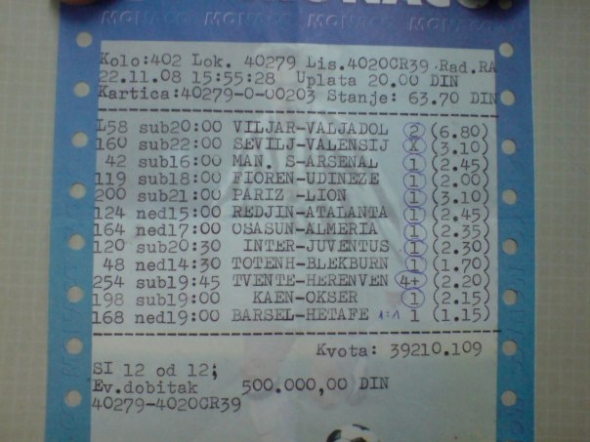 MONACO
MONACO MONACO MONACO
Kolo:402 Lok. 40279 Lis.4020CR39 Rad.RA
22.11.08 15:55:28 Uplata 20.00 DIN
Kartica:40279-0-00203 Stanje: 63.70 DIN
L58 sub20:00 VILJAR-VALJADOL 2 (6.80)
160 sub22:00 SEVILJ-VALENSIJ X (3.10)
42 sub16:00 MAN. S-ARSENAL 1 (2.45)
119 sub18:00 FIOREN-UDINEZE 1 (2.00)
200 sub21:00 PARIZ -LION 1 (3.10)
124 ned15:00 REDJIN-ATALANTA 1 (2.45)
164 ned17:00 OSASUN-ALMERIA 1 (2.35)
120 sub20:30 INTER-JUVENTUS 1 (2.30)
48 ned14:30 TOTENH-BLEKBURN 1 (1.70)
254 sub19:45 TVENTE-HERENVEN 4+ (2.20)
198 sub19:00 KAEN-OKSER 1 (2.15)
168 ned19:00 BARSEL-HETAFE 1:1 1 (1.15)
Kvota: 39210.109
SI 12 od 12;
Ev.dobitak 500.000,00 DIN
40279-4020CR39